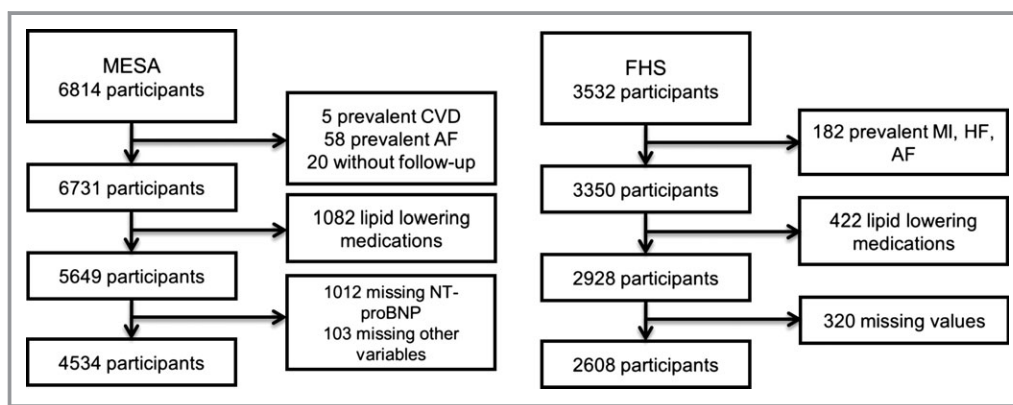 MESA
6814 participants
5 prevalent CVD
58 prevalent AF
20 without follow-up
6731 participants
1082 lipid lowering
medications
5649 participants
1012 missing NT-
proBNP
103 missing other
variables
4534 participants
FHS
3532 participants
182 prevalent MI, HF,
AF
3350 participants
422 lipid lowering
medications
2928 participants
320 missing values
2608 participants